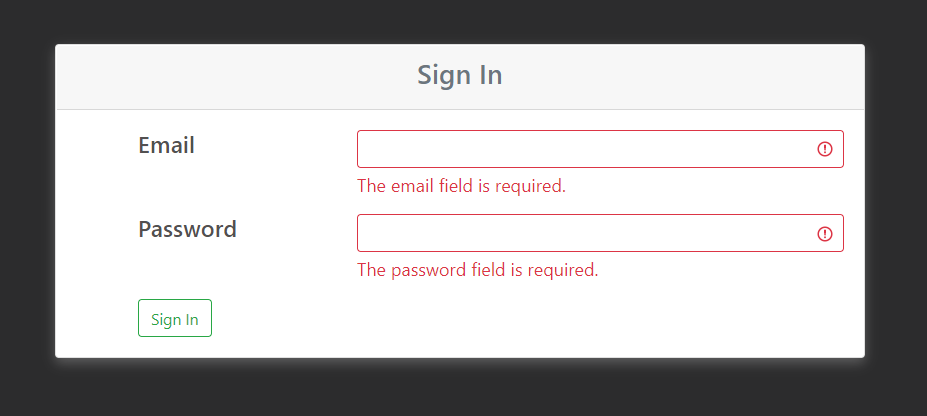 Sign In
Email
The email field is required.
Password
The password field is required.
Sign In